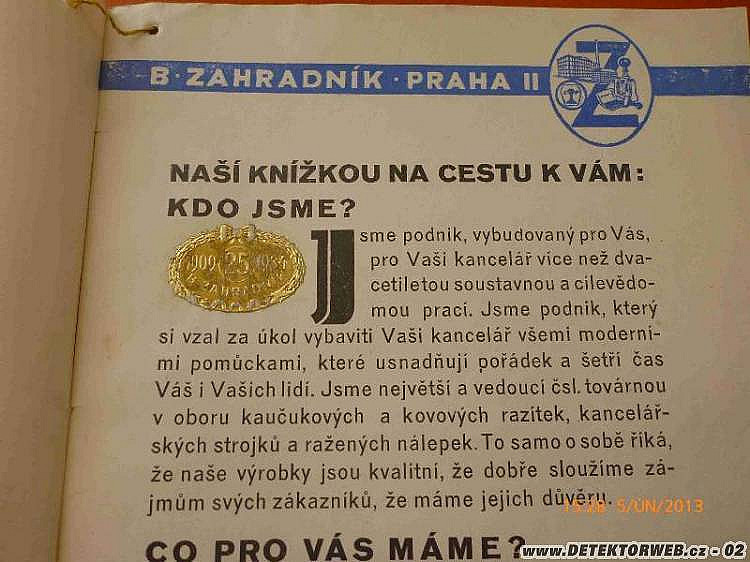 B · ZAHRADNÍK · PRAHA II
Z
NAŠÍ KNÍŽKOU NA CESTU K VÁM:
KDO JSME?
25
B. ZAHRADNÍK
Jsme podnik, vybudovaný pro Vás,
pro Vaši kancelář více než dva-
cetiletou soustavnou a cílevědo-
mou prací. Jsme podnik, který
si vzal za úkol vybaviti Vaši kancelář všemi moderní-
mi pomůckami, které usnadňují pořádek a šetří čas
Váš i Vašich lidí. Jsme největší a vedoucí čsl. továrnou
v oboru kaučukových a kovových razítek, kancelář-
ských strojků a ražených nálepek. To samo o sobě říká,
že naše výrobky jsou kvalitní, že dobře sloužíme zá-
jmům svých zákazníků, že máme jejich důvěru.
15:28 5/ÚN/2013
CO PRO VÁS MÁME?
www.DETEKTORWEB.cz - 02